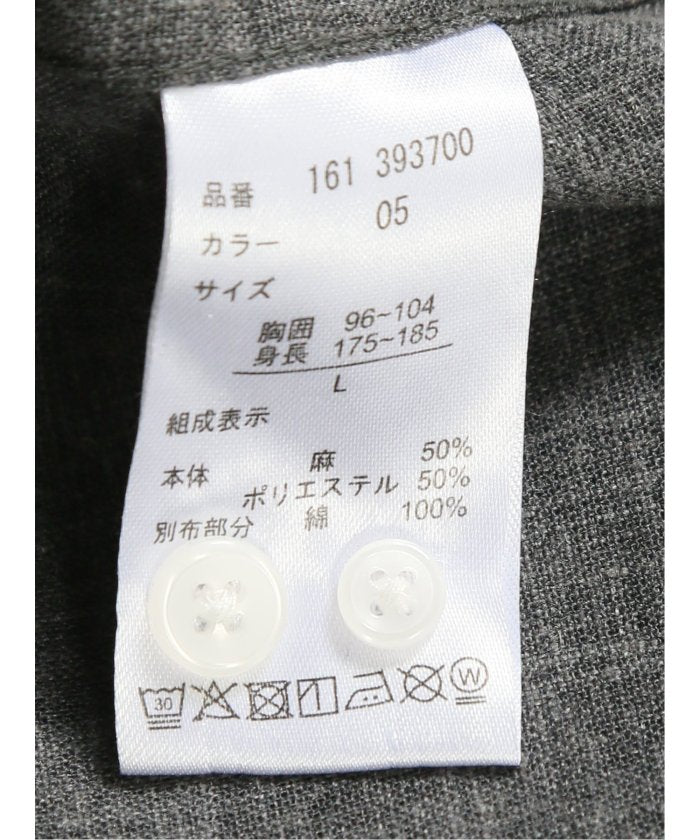 品番 161 393700
カラー 05
サイズ
胸囲 96~104
身長 175~185
L
組成表示
本体 麻 50%
ポリエステル 50%
別布部分 綿 100%
30 W